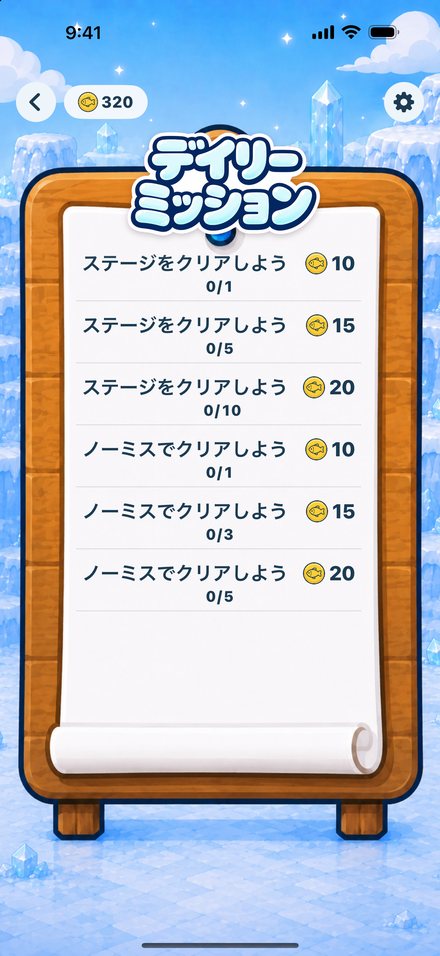 9:41
320
デイリー
ミッション
ステージをクリアしよう 10
0/1
ステージをクリアしよう 15
0/5
ステージをクリアしよう 20
0/10
ノーミスでクリアしよう 10
0/1
ノーミスでクリアしよう 15
0/3
ノーミスでクリアしよう 20
0/5